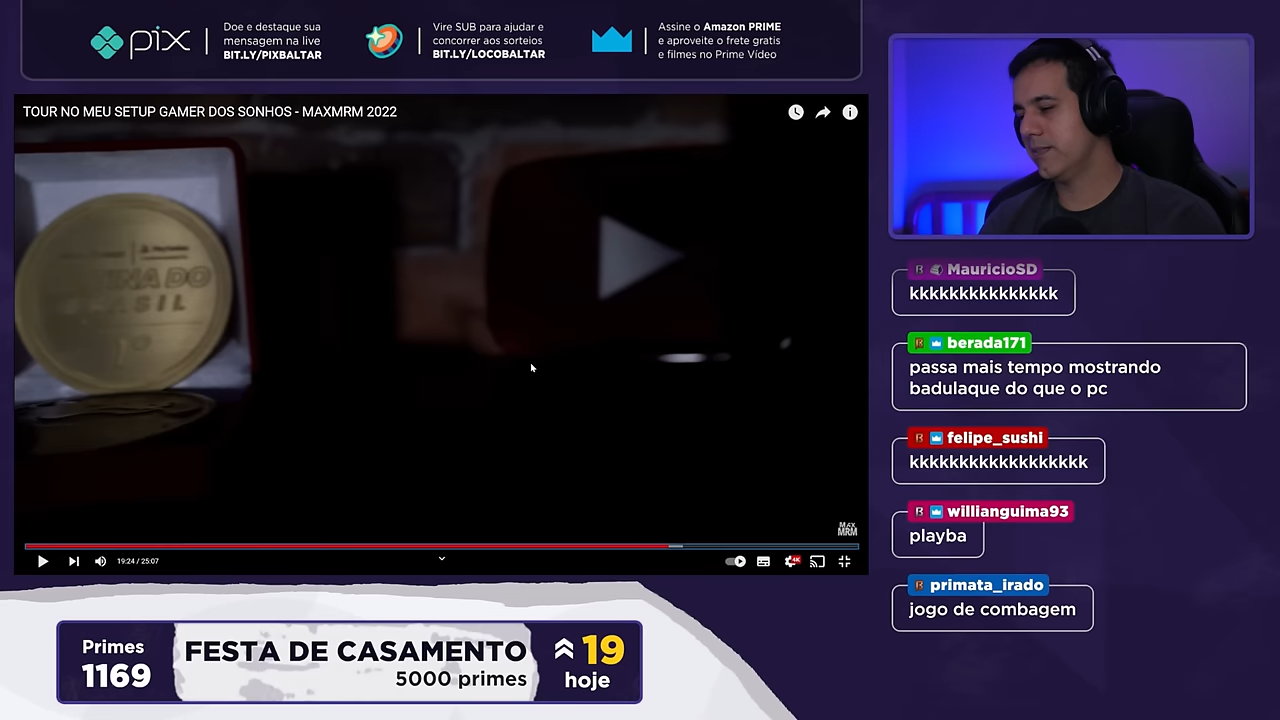 pix
Doe e destaque sua
mensagem na live
BIT.LY/PIXBALTAR
Vire SUB para ajudar e
concorrer aos sorteios
BIT.LY/LOCOBALTAR
Assine o Amazon PRIME
e aproveite o frete gratis
e filmes no Prime Vídeo
TOUR NO MEU SETUP GAMER DOS SONHOS - MAXMRM 2022
BRASIL
1º
MAX
MRM
19:24 / 25:07
4K
MauricioSD
kkkkkkkkkkkkkkk
berada171
passa mais tempo mostrando
badulaque do que o pc
felipe_sushi
kkkkkkkkkkkkkkkkkk
willianguima93
playba
primata_irado
jogo de combagem
Primes
1169
FESTA DE CASAMENTO
5000 primes
19
hoje